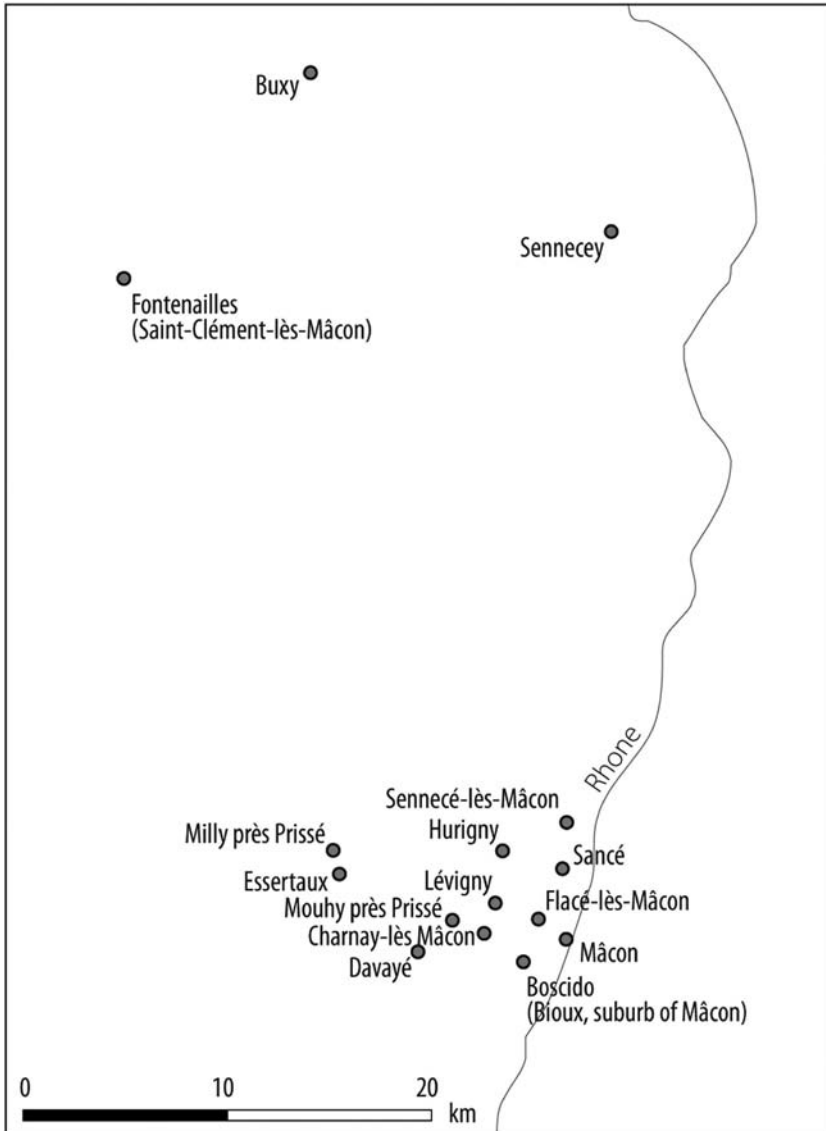 Buxy
Sennecey
Fontenailles
(Saint-Clément-lès-Mâcon)
Rhone
Sennecé-lès-Mâcon
Milly près Prissé
Hurigny
Sancé
Essertaux
Lévigny
Flacé-lès-Mâcon
Mouhy près Prissé
Charnay-lès Mâcon
Mâcon
Davayé
Boscido
(Bioux, suburb of Mâcon)
0 10 20
km